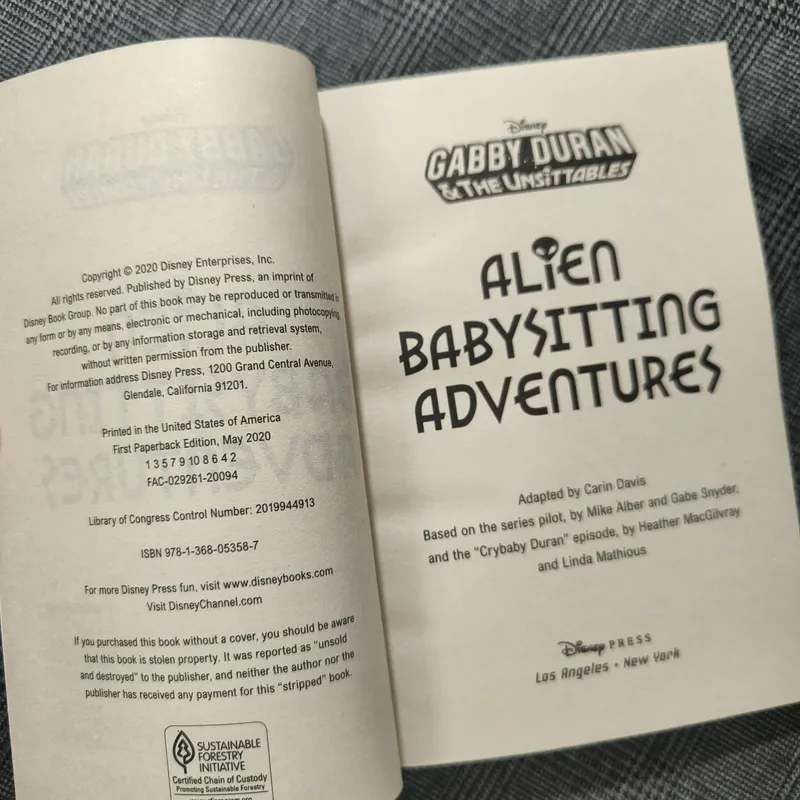 Copyright © 2020 Disney Enterprises, Inc.
All rights reserved. Published by Disney Press, an imprint of
Disney Book Group. No part of this book may be reproduced or transmitted in
any form or by any means, electronic or mechanical, including photocopying,
recording, or by any information storage and retrieval system,
without written permission from the publisher.
For information address Disney Press, 1200 Grand Central Avenue,
Glendale, California 91201.
Printed in the United States of America
First Paperback Edition, May 2020
1 3 5 7 9 10 8 6 4 2
FAC-029261-20094
Library of Congress Control Number: 2019944913
ISBN 978-1-368-05358-7
For more Disney Press fun, visit www.disneybooks.com
Visit DisneyChannel.com
If you purchased this book without a cover, you should be aware
that this book is stolen property. It was reported as “unsold
and destroyed” to the publisher, and neither the author nor the
publisher has received any payment for this “stripped” book.
SUSTAINABLE
FORESTRY
INITIATIVE
Certified Chain of Custody
Promoting Sustainable Forestry
Disney
GABBY DURAN
& THE UNSITTABLES
ALIEN
BABYSITTING
ADVENTURES
Adapted by Carin Davis
Based on the series pilot, by Mike Alber and Gabe Snyder,
and the “Crybaby Duran” episode, by Heather MacGilvray
and Linda Mathious
Disney PRESS
Los Angeles • New York